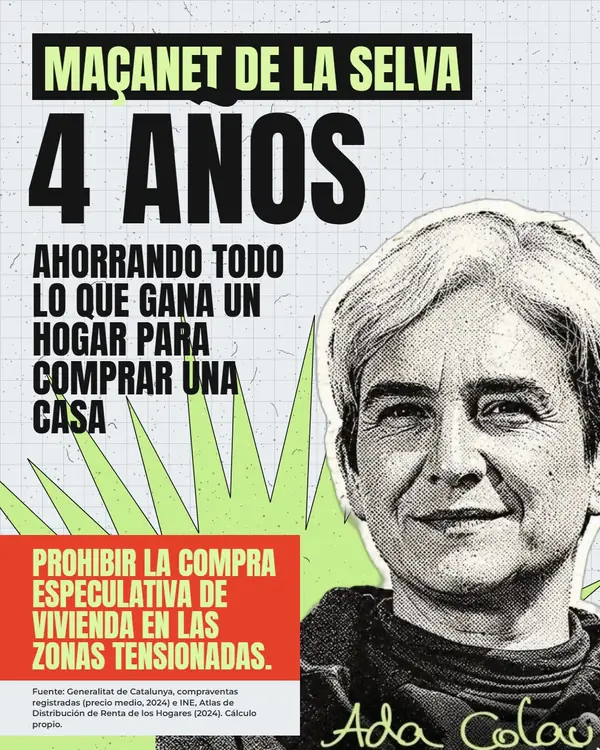 MAÇANET DE LA SELVA
4 AÑOS
AHORRANDO TODO
LO QUE GANA UN
HOGAR PARA
COMPRAR UNA
CASA
PROHIBIR LA COMPRA
ESPECULATIVA DE
VIVIENDA EN LAS
ZONAS TENSIONADAS.
Fuente: Generalitat de Catalunya, compraventas
registradas (precio medio, 2024) e INE, Atlas de
Distribución de Renta de los Hogares (2024). Cálculo
propio.
Ada Colau